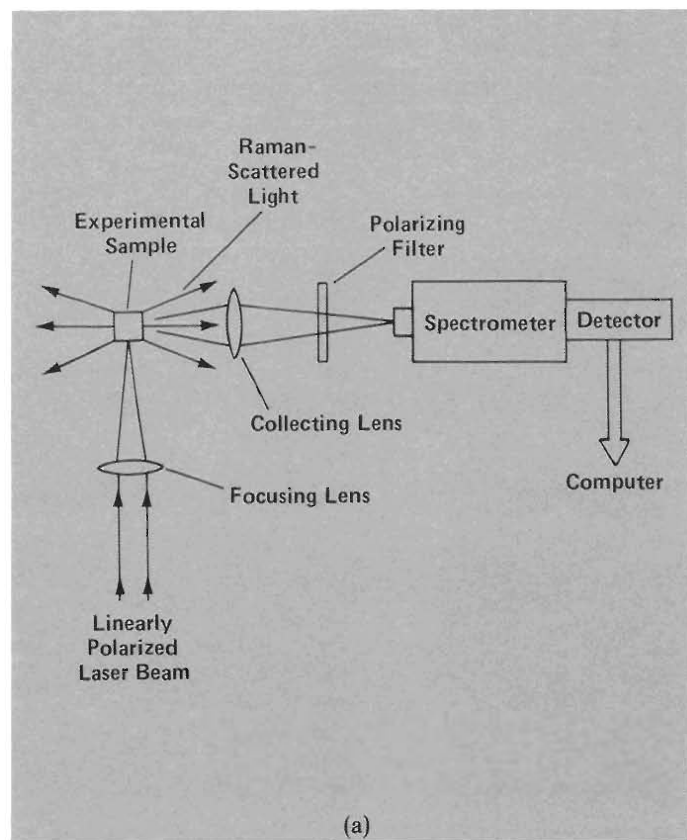 Raman-
Scattered
Light
Experimental
Sample
Polarizing
Filter
Spectrometer
Detector
Collecting Lens
Computer
Focusing Lens
Linearly
Polarized
Laser Beam
(a)